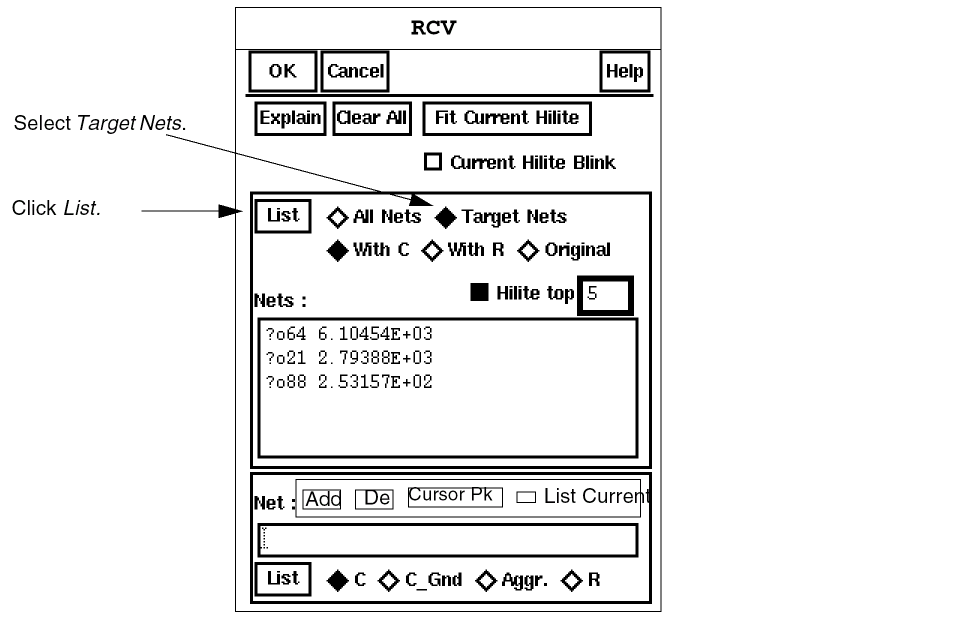 RCV
OK Cancel Help
Explain Clear All Fit Current Hilite
Select Target Nets.
Current Hilite Blink
Click List.
List All Nets Target Nets
With C With R Original
Hilite top 5
Nets :
?o64 6.10454E+03
?o21 2.79388E+03
?o88 2.53157E+02
Net : Add De Cursor Pk List Current
List C C_Gnd Aggr. R